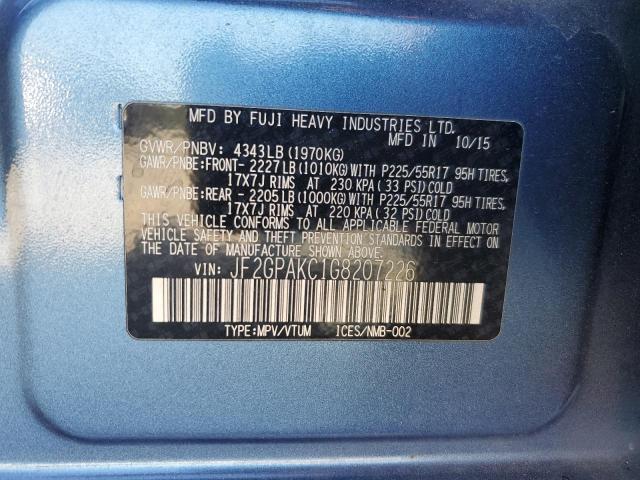 MFD BY FUJI HEAVY INDUSTRIES LTD.
MFD IN 10/15
GVWR/PNBV: 4343LB(1970KG)
GAWR/PNBE:FRONT- 2227LB(1010KG)WITH P225/55R17 95H TIRES,
17X7J RIMS AT 230 KPA(33 PSI)COLD
GAWR/PNBE:REAR - 2205LB(1000KG)WITH P225/55R17 95H TIRES,
17X7J RIMS AT 220 KPA(32 PSI)COLD
THIS VEHICLE CONFORMS TO ALL APPLICABLE FEDERAL MOTOR
VEHICLE SAFETY AND THEFT PREVENTION STANDARDS IN EFFECT ON
THE DATE OF MANUFACTURE SHOWN ABOVE.
VIN: JF2GPAKC1G8207226
TYPE:MPV/VTUM ICES/NMB-002